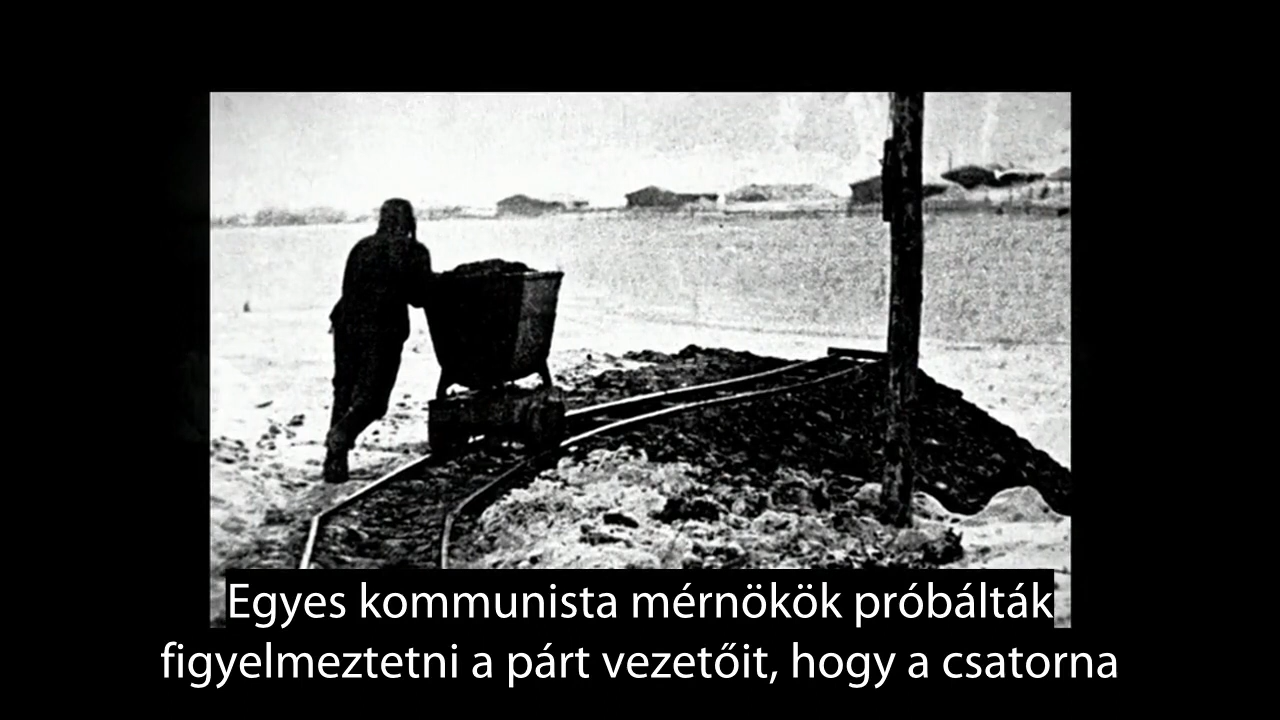 Egyes kommunista mérnökök próbálták
figyelmeztetni a párt vezetőit, hogy a csatorna